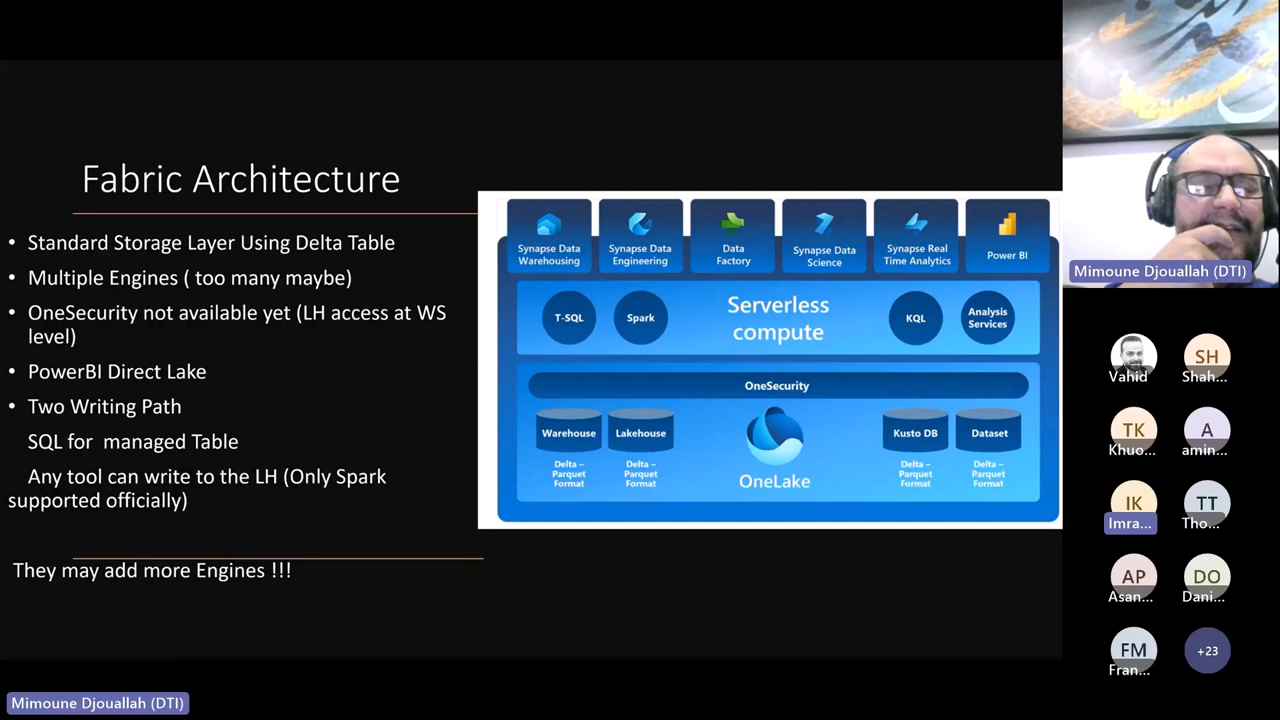 Fabric Architecture
• Standard Storage Layer Using Delta Table
• Multiple Engines ( too many maybe)
• OneSecurity not available yet (LH access at WS
level)
• PowerBI Direct Lake
• Two Writing Path
SQL for managed Table
Any tool can write to the LH (Only Spark
supported officially)
They may add more Engines !!!
Synapse Data
Warehousing
Synapse Data
Engineering
Data
Factory
Synapse Data
Science
Synapse Real
Time Analytics
Power BI
T-SQL
Spark
Serverless
compute
KQL
Analysis
Services
OneSecurity
Warehouse
Lakehouse
Kusto DB
Dataset
Delta –
Parquet
Format
Delta –
Parquet
Format
OneLake
Delta –
Parquet
Format
Delta –
Parquet
Format
Mimoune Djouallah (DTI)
Vahid
SH
Shah...
TK
Khuo...
A
amin...
IK
Imra...
TT
Tho...
AP
Asan...
DO
Dani...
FM
Fran...
+23
Mimoune Djouallah (DTI)